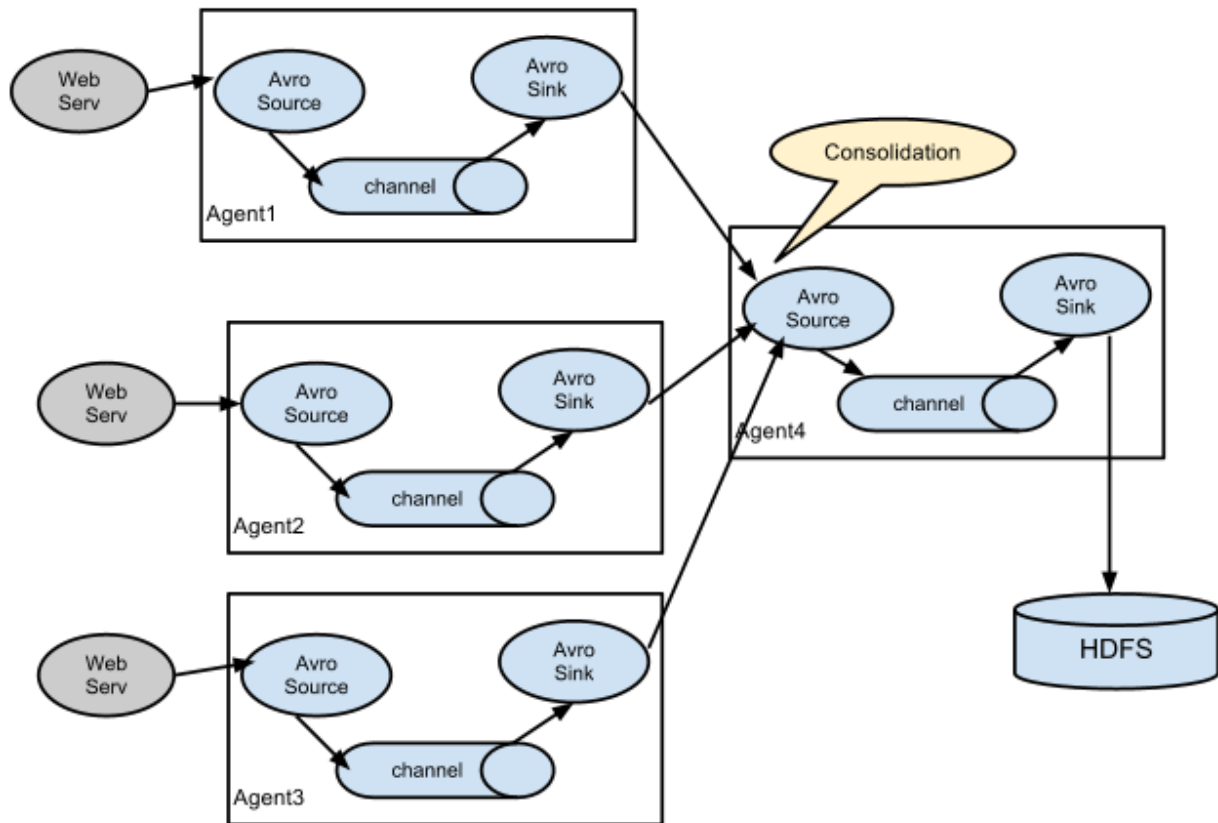 Web
Serv
Avro
Source
Avro
Sink
channel
Agent1
Consolidation
Avro
Source
Avro
Sink
channel
Agent4
Web
Serv
Avro
Source
Avro
Sink
channel
Agent2
Web
Serv
Avro
Source
Avro
Sink
channel
Agent3
HDFS